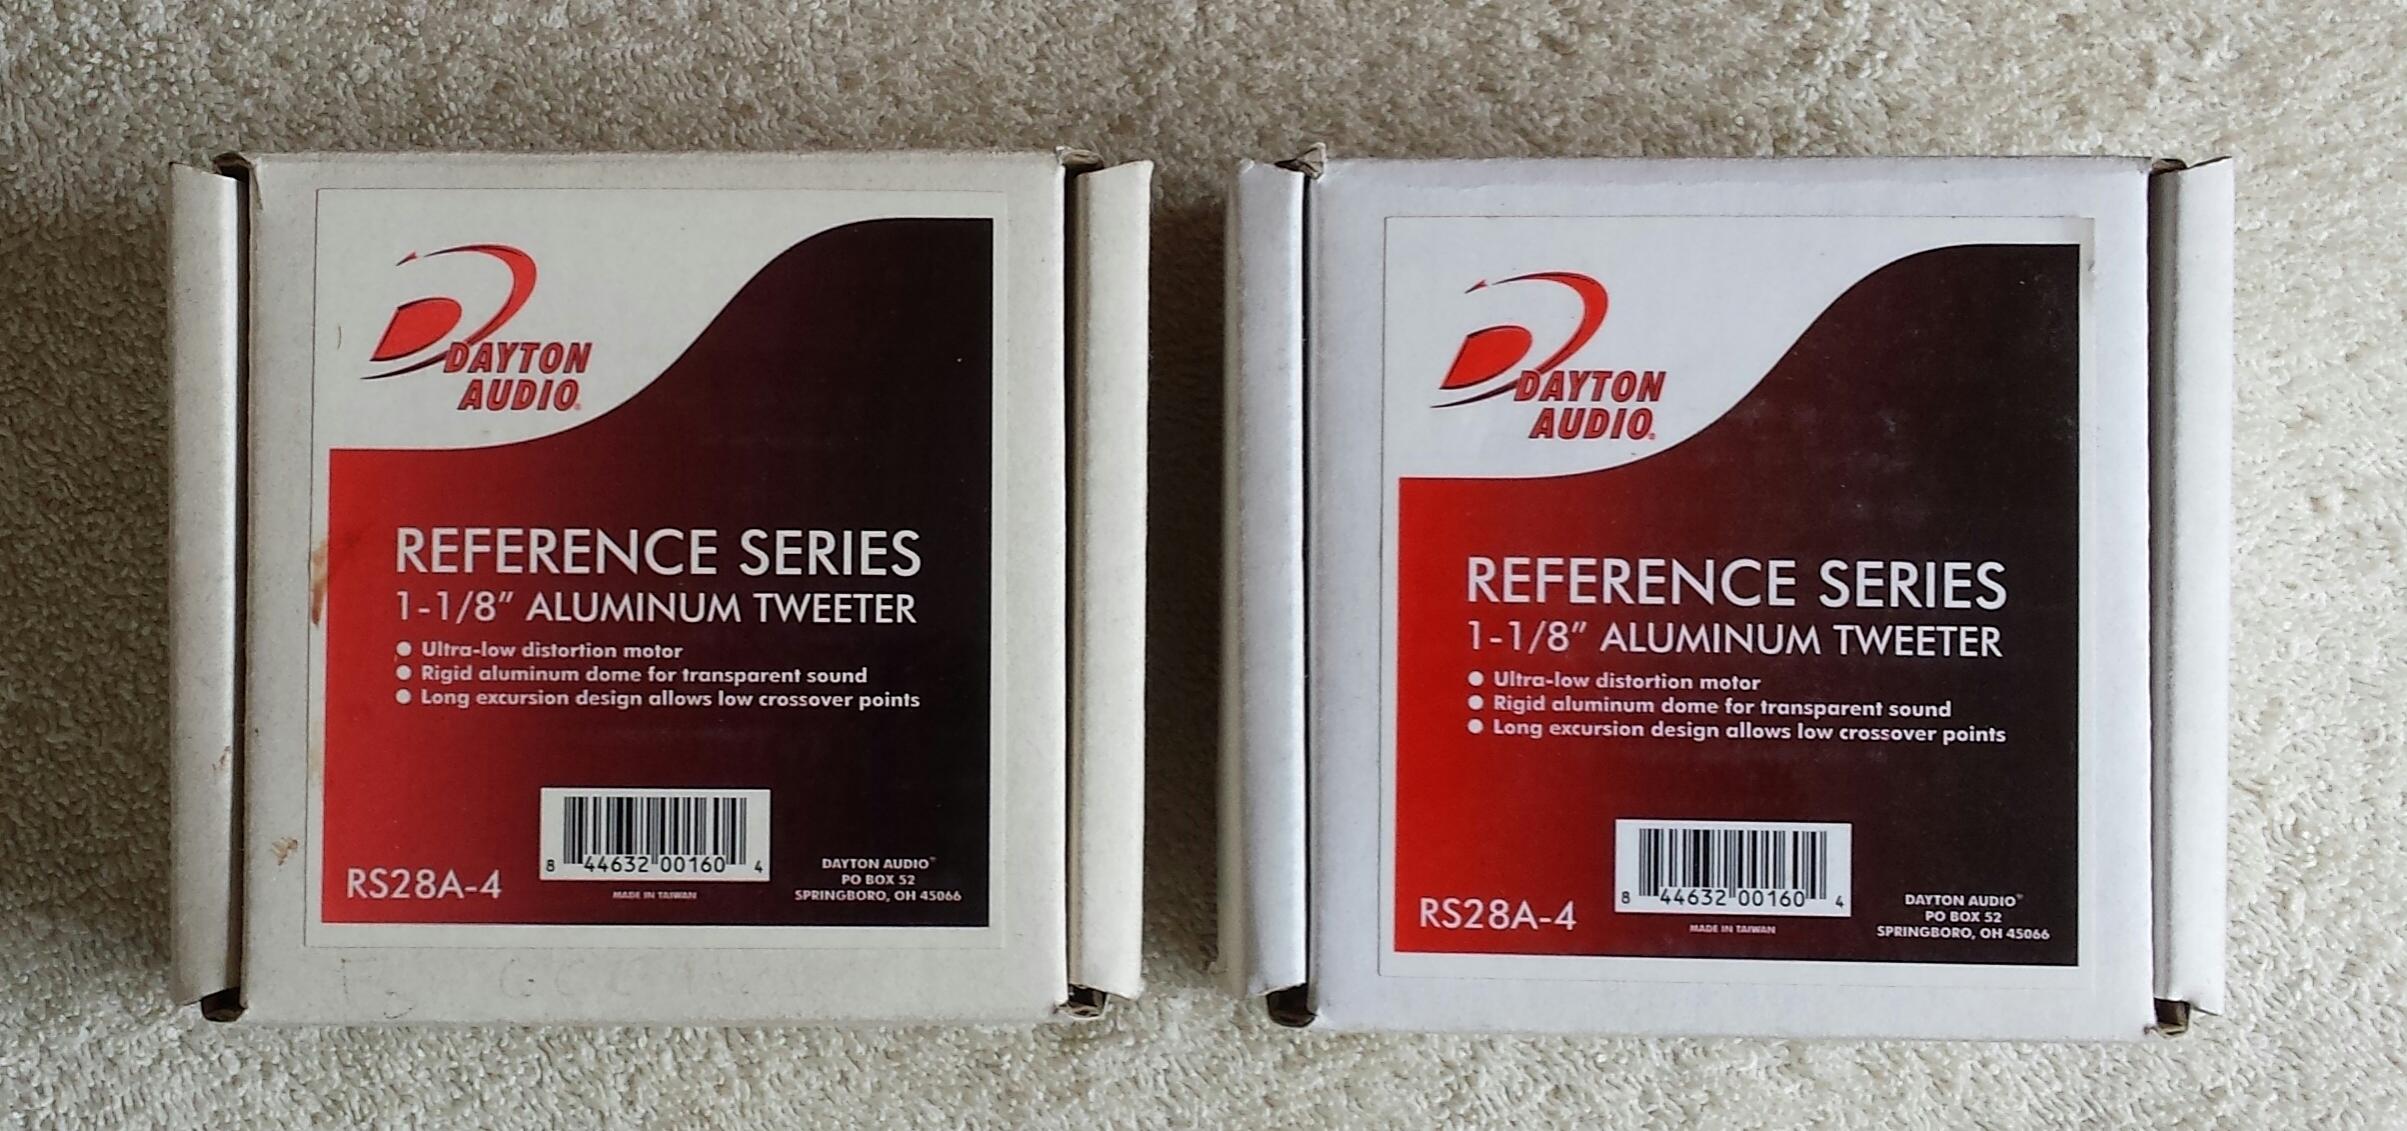 DAYTON
AUDIO®
REFERENCE SERIES
1-1/8” ALUMINUM TWEETER
● Ultra-low distortion motor
● Rigid aluminum dome for transparent sound
● Long excursion design allows low crossover points
RS28A-4
8 44632 00160 4
MADE IN TAIWAN
DAYTON AUDIO™
PO BOX 52
SPRINGBORO, OH 45066
DAYTON
AUDIO®
REFERENCE SERIES
1-1/8” ALUMINUM TWEETER
● Ultra-low distortion motor
● Rigid aluminum dome for transparent sound
● Long excursion design allows low crossover points
RS28A-4
8 44632 00160 4
MADE IN TAIWAN
DAYTON AUDIO™
PO BOX 52
SPRINGBORO, OH 45066